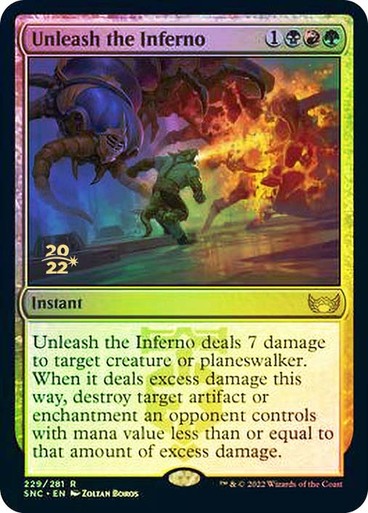 Unleash the Inferno 1
20
22
Instant
Unleash the Inferno deals 7 damage
to target creature or planeswalker.
When it deals excess damage this
way, destroy target artifact or
enchantment an opponent controls
with mana value less than or equal to
that amount of excess damage.
229/281 R
SNC • EN ZOLTAN BOROS
™ & © 2022 Wizards of the Coast